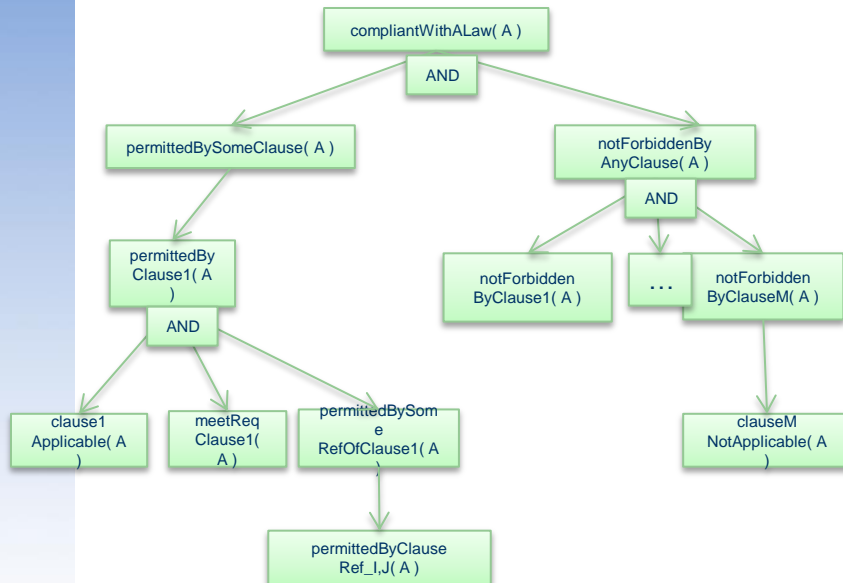 compliantWithALaw( A )
AND
permittedBySomeClause( A )
notForbiddenBy
AnyClause( A )
AND
permittedBy
Clause1( A
)
notForbidden
ByClause1( A )
...
notForbidden
ByClauseM( A )
AND
clause1
Applicable( A
)
meetReq
Clause1(
A )
permittedBySom
e
RefOfClause1( A
)
clauseM
NotApplicable( A
)
permittedByClause
Ref_I,J( A )